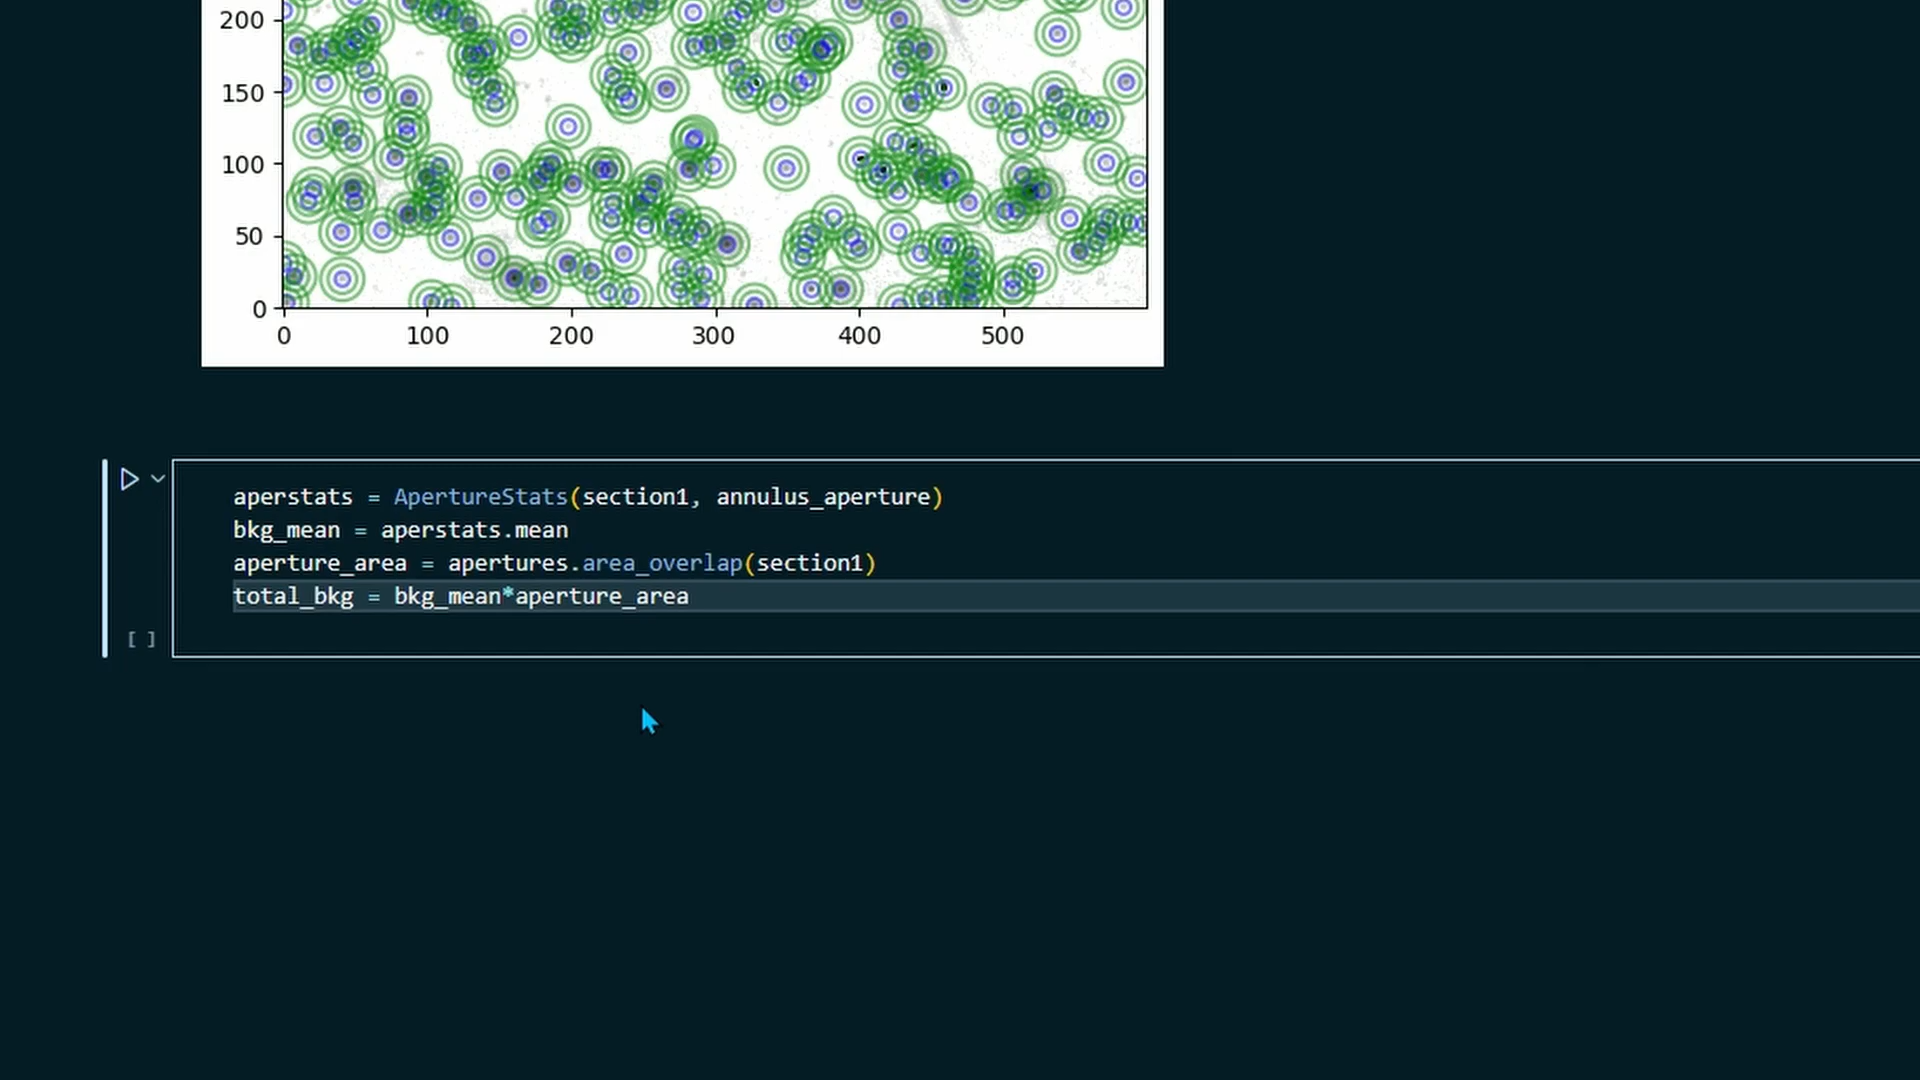 200
150
100
50
0
0 100 200 300 400 500
aperstats = ApertureStats(section1, annulus_aperture)
bkg_mean = aperstats.mean
aperture_area = apertures.area_overlap(section1)
total_bkg = bkg_mean*aperture_area
[ ]